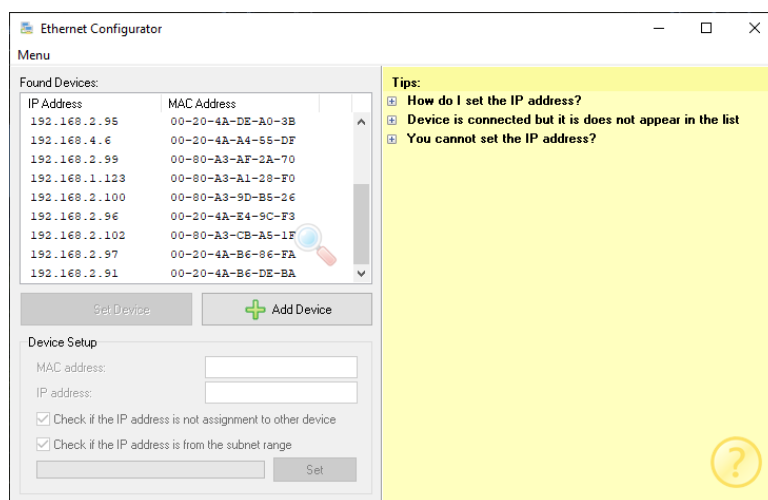 Ethernet Configurator
Menu
Found Devices:
IP Address MAC Address
192.168.2.95 00-20-4A-DE-A0-3B
192.168.4.6 00-20-4A-A4-55-DF
192.168.2.99 00-80-A3-AF-2A-70
192.168.1.123 00-80-A3-A1-28-F0
192.168.2.100 00-80-A3-9D-B5-26
192.168.2.96 00-20-4A-E4-9C-F3
192.168.2.102 00-80-A3-CB-A5-1F
192.168.2.97 00-20-4A-B6-86-FA
192.168.2.91 00-20-4A-B6-DE-BA
Set Device
Add Device
Device Setup
MAC address:
IP address:
Check if the IP address is not assignment to other device
Check if the IP address is from the subnet range
Set
Tips:
How do I set the IP address?
Device is connected but it is does not appear in the list
You cannot set the IP address?
?